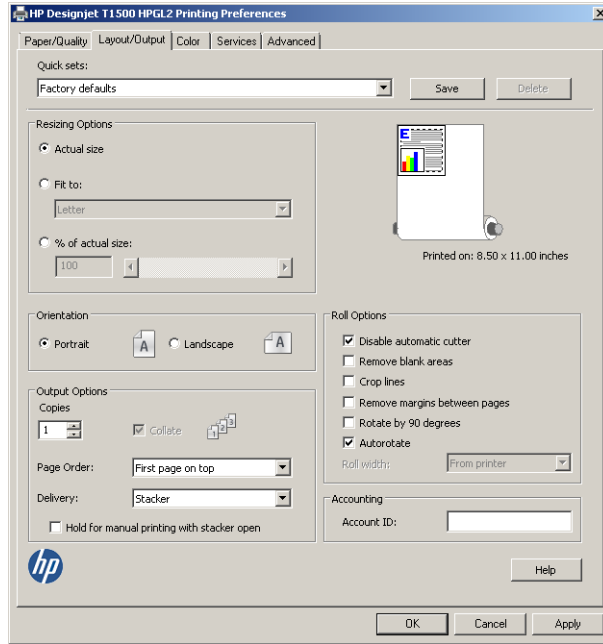 HP Designjet T1500 HPGL2 Printing Preferences
Paper/Quality Layout/Output Color Services Advanced
Quick sets:
Factory defaults Save Delete
Resizing Options
Actual size
Fit to:
Letter
% of actual size:
100
E
Printed on: 8.50 x 11.00 inches
Orientation
Portrait A Landscape A
Roll Options
Disable automatic cutter
Remove blank areas
Crop lines
Remove margins between pages
Rotate by 90 degrees
Autorotate
Roll width: From printer
Output Options
Copies
1 Collate 1 2 3
Page Order: First page on top
Delivery: Stacker
Hold for manual printing with stacker open
Accounting
Account ID:
hp
Help
OK Cancel Apply